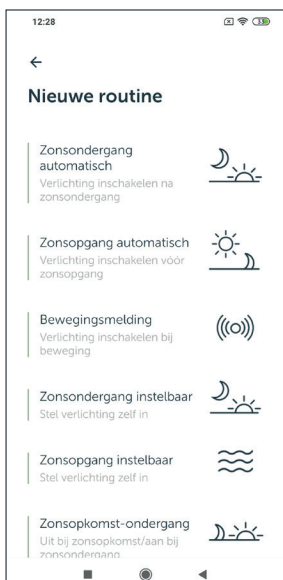 12:28
33
Nieuwe routine
Zonsondergang
automatisch
Verlichting inschakelen na
zonsondergang
Zonsopgang automatisch
Verlichting inschakelen vóór
zonsopgang
Bewegingsmelding
Verlichting inschakelen bij
beweging
Zonsondergang instelbaar
Stel verlichting zelf in
Zonsopgang instelbaar
Stel verlichting zelf in
Zonsopkomst-ondergang
Uit bij zonsopkomst/aan bij
zonsondergang